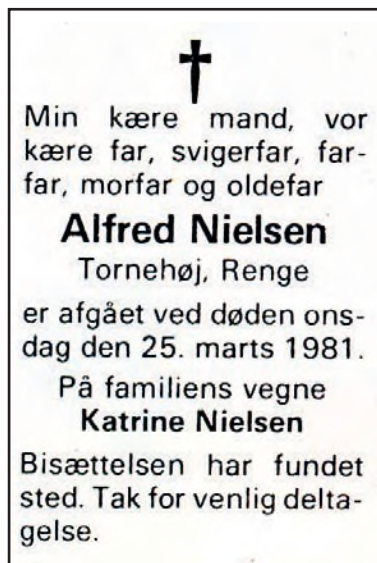 Min kære mand, vor
kære far, svigerfar, far-
far, morfar og oldefar
Alfred Nielsen
Tornehøj, Renge
er afgået ved døden ons-
dag den 25. marts 1981.
På familiens vegne
Katrine Nielsen
Bisættelsen har fundet
sted. Tak for venlig delta-
gelse.